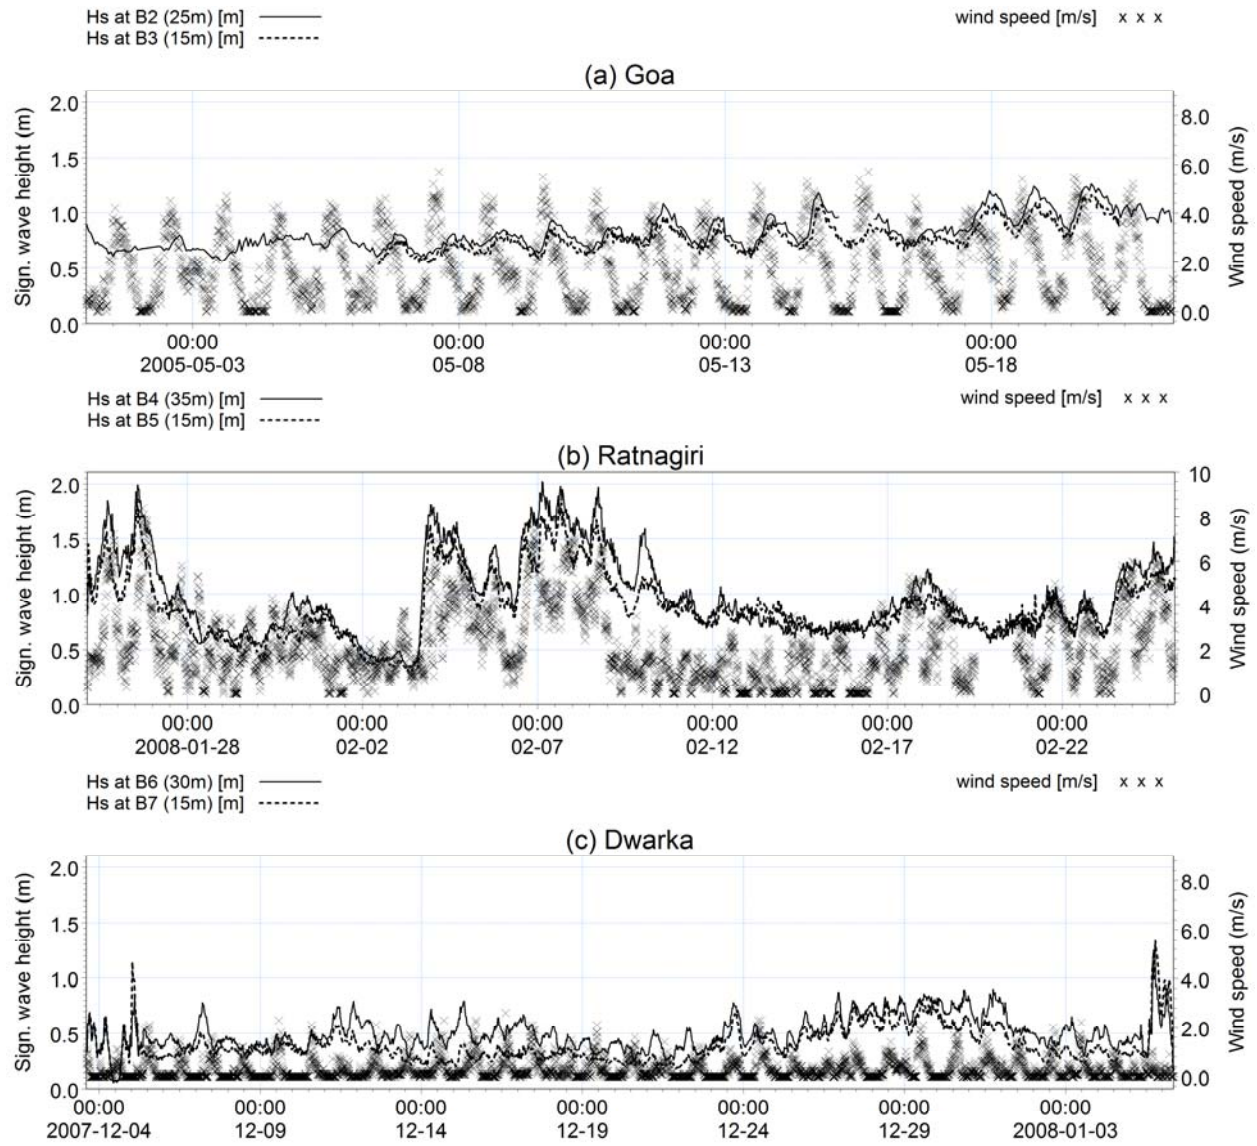 Hs at B2 (25m) [m] wind speed [m/s] x x x
Hs at B3 (15m) [m]
(a) Goa
Sign. wave height (m)
2.0
1.5
1.0
0.5
0.0
8.0
6.0
4.0
2.0
0.0
Wind speed (m/s)
00:00 00:00 00:00 00:00
2005-05-03 05-08 05-13 05-18
Hs at B4 (35m) [m] wind speed [m/s] x x x
Hs at B5 (15m) [m]
(b) Ratnagiri
Sign. wave height (m)
2.0
1.5
1.0
0.5
0.0
10
8
6
4
2
0
Wind speed (m/s)
00:00 00:00 00:00 00:00 00:00 00:00
2008-01-28 02-02 02-07 02-12 02-17 02-22
Hs at B6 (30m) [m] wind speed [m/s] x x x
Hs at B7 (15m) [m]
(c) Dwarka
Sign. wave height (m)
2.0
1.5
1.0
0.5
0.0
8.0
6.0
4.0
2.0
0.0
Wind speed (m/s)
00:00 00:00 00:00 00:00 00:00 00:00 00:00
2007-12-04 12-09 12-14 12-19 12-24 12-29 2008-01-03